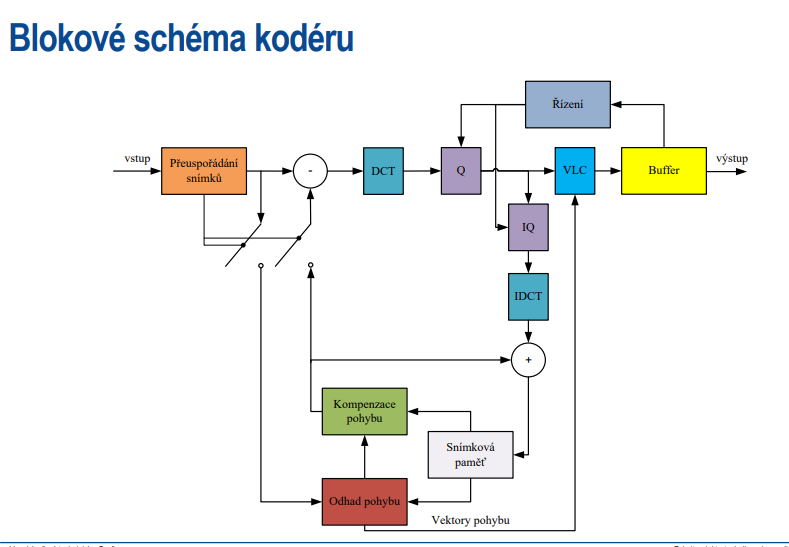 Blokové schéma kodéru
Řízení
vstup
Přeuspořádání
snímků
-
DCT
Q
VLC
Buffer
výstup
IQ
IDCT
+
Kompenzace
pohybu
Snímková
paměť
Odhad pohybu
Vektory pohybu